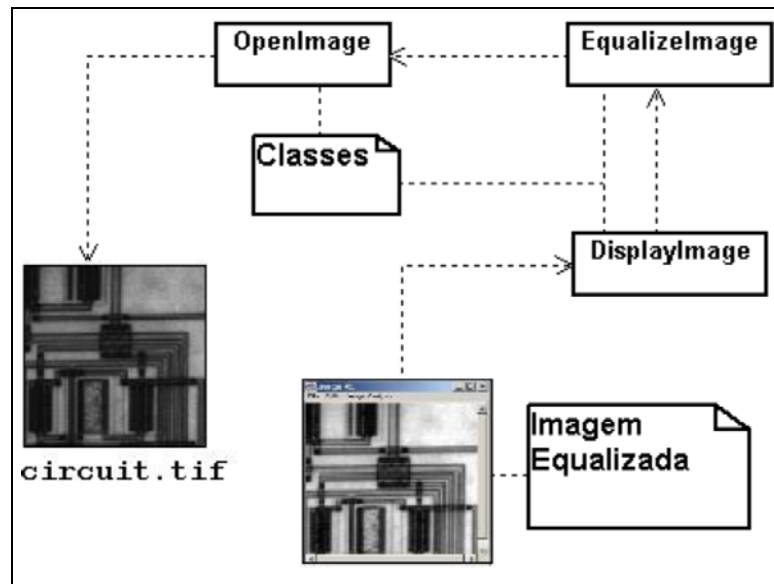 OpenImage
EqualizeImage
Classes
DisplayImage
circuit.tif
Imagem
Equalizada